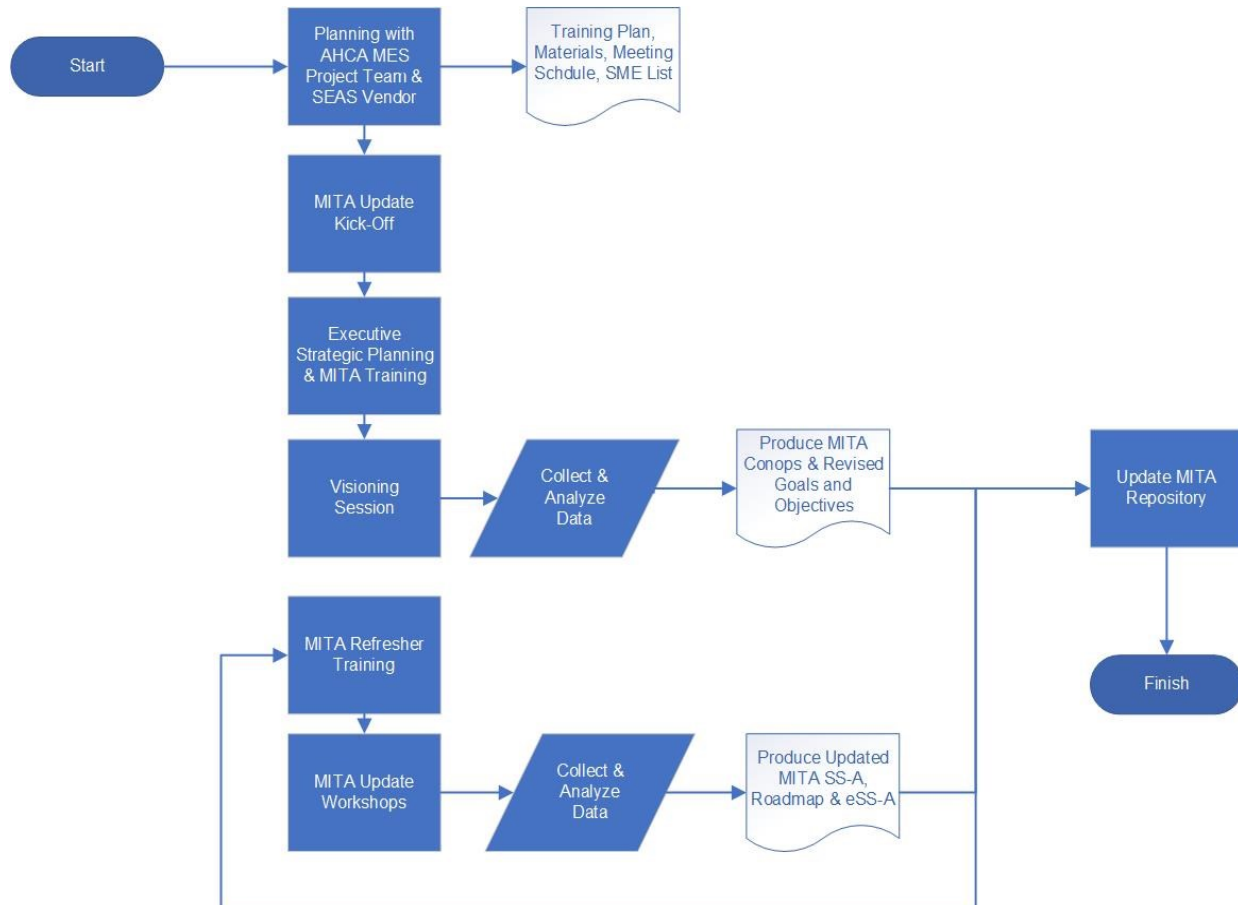 Start
Planning with
AHCA MES
Project Team &
SEAS Vendor
Training Plan,
Materials, Meeting
Schdule, SME List
MITA Update
Kick-Off
Executive
Strategic Planning
& MITA Training
Visioning
Session
Collect &
Analyze
Data
Produce MITA
Conops & Revised
Goals and
Objectives
Update MITA
Repository
MITA Refresher
Training
Finish
MITA Update
Workshops
Collect &
Analyze
Data
Produce Updated
MITA SS-A,
Roadmap & eSS-A